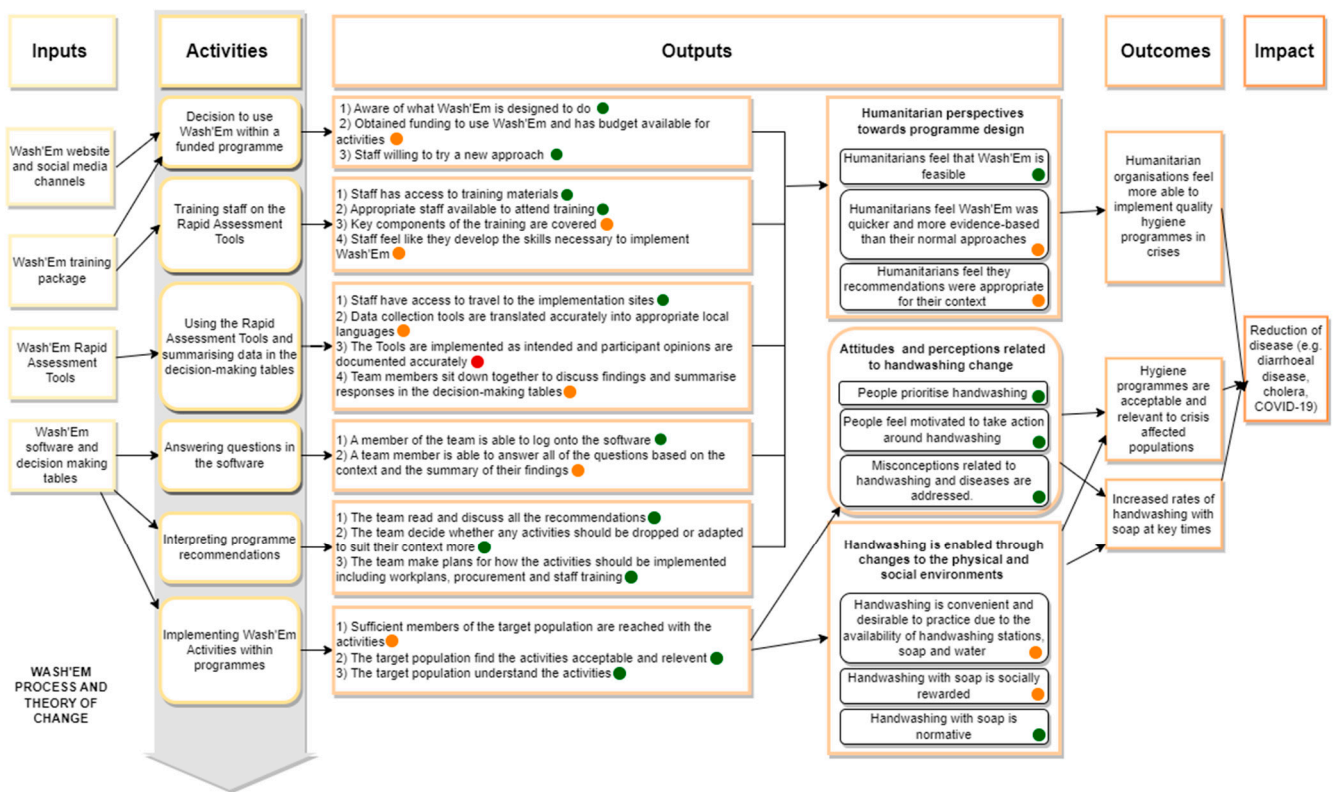 Inputs
Activities
Outputs
Outcomes
Impact
Wash'Em website
and social media
channels
Wash'Em training
package
Wash'Em Rapid
Assessment
Tools
Wash'Em
software and
decision making
tables
WASH'EM
PROCESS AND
THEORY OF
CHANGE
Decision to use
Wash'Em within a
funded programme
Training staff on the
Rapid Assessment
Tools
Using the Rapid
Assessment Tools and
summarising data in the
decision-making tables
Answering questions in
the software
Interpreting programme
recommendations
Implementing Wash'Em
Activities within
programmes
1) Aware of what Wash'Em is designed to do
2) Obtained funding to use Wash'Em and has budget available for
activities
3) Staff willing to try a new approach
1) Staff has access to training materials
2) Appropriate staff available to attend training
3) Key components of the training are covered
4) Staff feel like they develop the skills necessary to implement
Wash'Em
1) Staff have access to travel to the implementation sites
2) Data collection tools are translated accurately into appropriate local
languages
3) The Tools are implemented as intended and participant opinions are
documented accurately
4) Team members sit down together to discuss findings and summarise
responses in the decision-making tables
1) A member of the team is able to log onto the software
2) A team member is able to answer all of the questions based on
the context and the summary of their findings
1) The team read and discuss all the recommendations
2) The team decide whether any activities should be dropped or adapted
to suit their context more
3) The team make plans for how the activities should be implemented
including workplans, procurement and staff training
1) Sufficient members of the target population are reached with the
activities
2) The target population find the activities acceptable and relevent
3) The target population understand the activities
Humanitarian perspectives
towards programme design
Humanitarians feel that Wash'Em is
feasible
Humanitarians feel Wash'Em was
quicker and more evidence-based
than their normal approaches
Humanitarians feel they
recommendations were appropriate
for their context
Attitudes and perceptions related
to handwashing change
People prioritise handwashing
People feel motivated to take action
around handwashing
Misconceptions related to
handwashing and diseases are
addressed.
Handwashing is enabled through
changes to the physical and
social environments
Handwashing is convenient and
desirable to practice due to the
availability of handwashing stations,
soap and water
Handwashing with soap is socially
rewarded
Handwashing with soap is
normative
Humanitarian
organisations feel
more able to
implement quality
hygiene
programmes in
crises
Hygiene
programmes are
acceptable and
relevant to crisis
affected
populations
Increased rates of
handwashing with
soap at key times
Reduction of
disease (e.g.
diarrhoeal
disease,
cholera,
COVID-19)